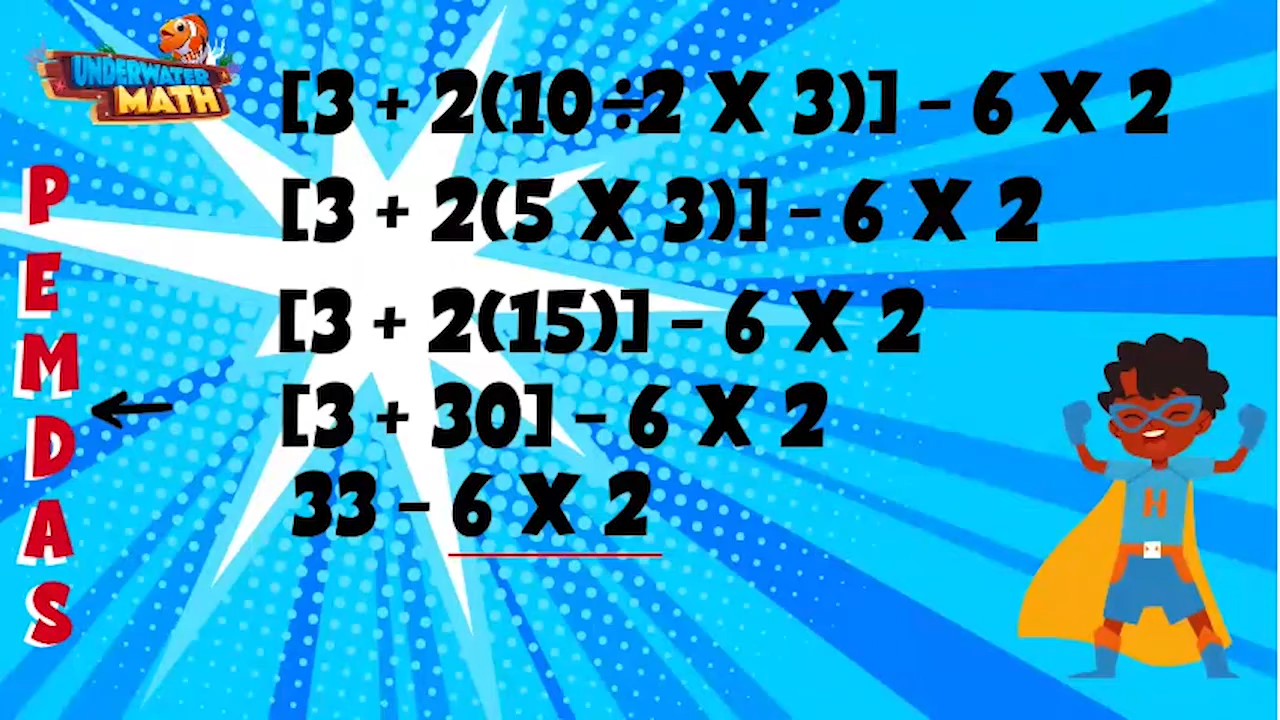 UNDERWATER
MATH
[3 + 2(10÷2 X 3)] - 6 X 2
[3 + 2(5 X 3)] - 6 X 2
[3 + 2(15)] - 6 X 2
[3 + 30] - 6 X 2
33 - 6 X 2
P
E
M
D
A
S
H